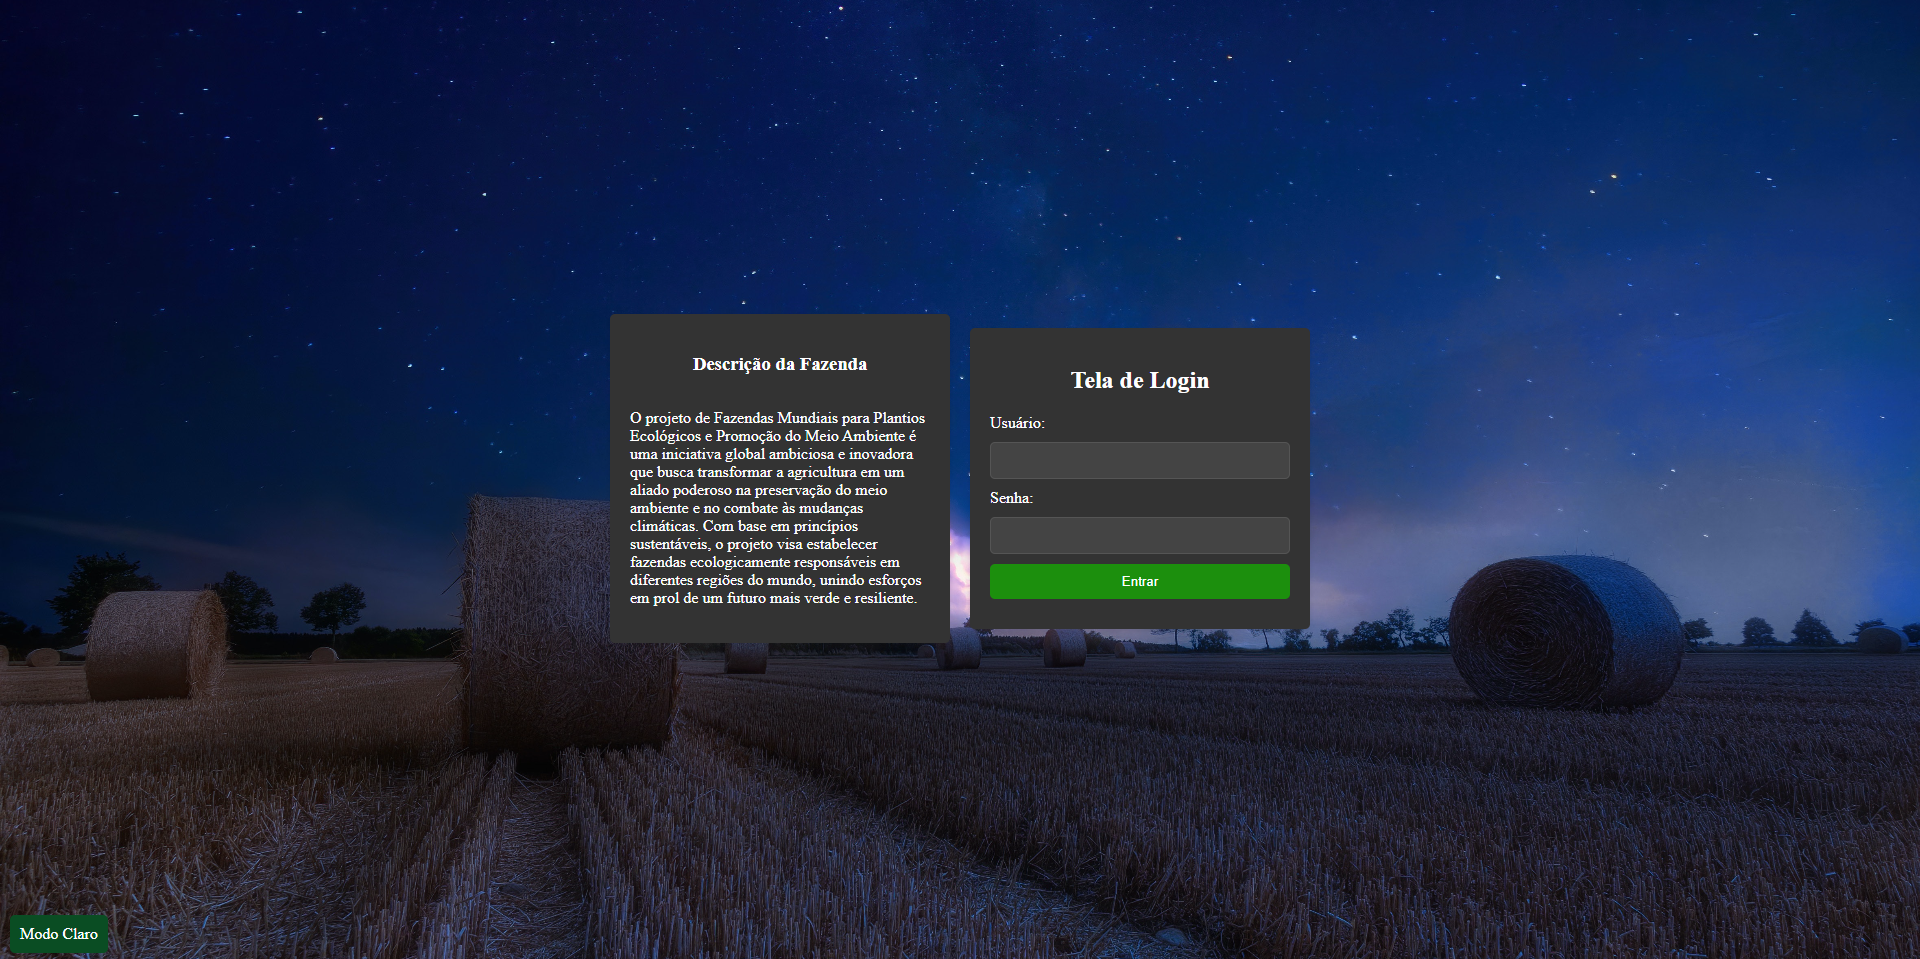 Descrição da Fazenda
O projeto de Fazendas Mundiais para Plantios
Ecológicos e Promoção do Meio Ambiente é
uma iniciativa global ambiciosa e inovadora
que busca transformar a agricultura em um
aliado poderoso na preservação do meio
ambiente e no combate às mudanças
climáticas. Com base em princípios
sustentáveis, o projeto visa estabelecer
fazendas ecologicamente responsáveis em
diferentes regiões do mundo, unindo esforços
em prol de um futuro mais verde e resiliente.
Tela de Login
Usuário:
Senha:
Entrar
Modo Claro